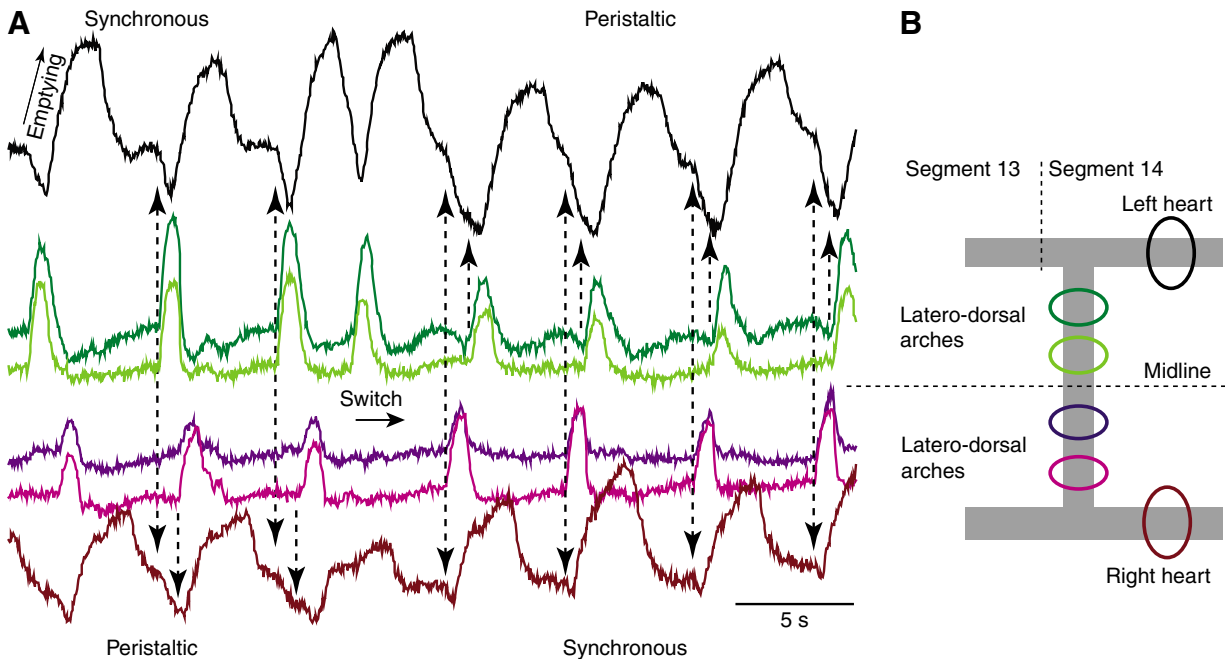 A
Synchronous
Peristaltic
B
Emptying
Segment 13
Segment 14
Left heart
Latero-dorsal
arches
Midline
Switch
Latero-dorsal
arches
Right heart
5 s
Peristaltic
Synchronous